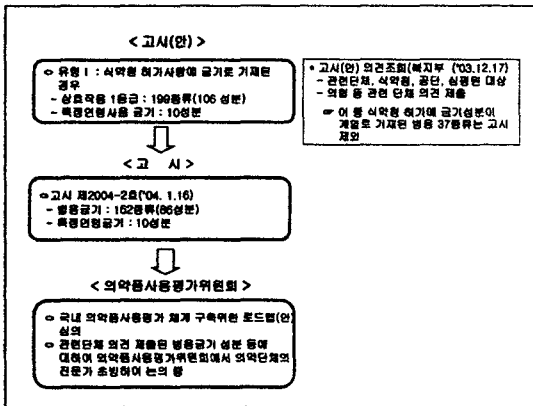 < 고시(안) >
○ 유형 I : 식약청 허가사항에 금기로 기재된
경우
- 상호작용 1등급 : 199종류(106 성분)
- 특정연령사용 금기 : 10성분
* 고시(안) 의견조회(복지부 ('03.12.17)
- 관련단체, 식약청, 공단, 심평원 대상
- 의협 등 관련 단체 의견 제출
☞ 이 중 식약청 허가에 금기성분이
계열로 기재된 병용 37종류는 고시
제외
< 고 시 >
○고시 제2004-2호('04. 1.16)
- 병용금기 : 162종류(86성분)
- 특정연령금기 : 10성분
< 의약품사용평가위원회 >
○ 국내 의약품사용평가 체계 구축위한 로드맵(안)
심의
○ 관련단체 의견 제출된 병용금기 성분 등에
대하여 의약품사용평가위원회에서 의약단체의
전문가 초빙하여 논의 중